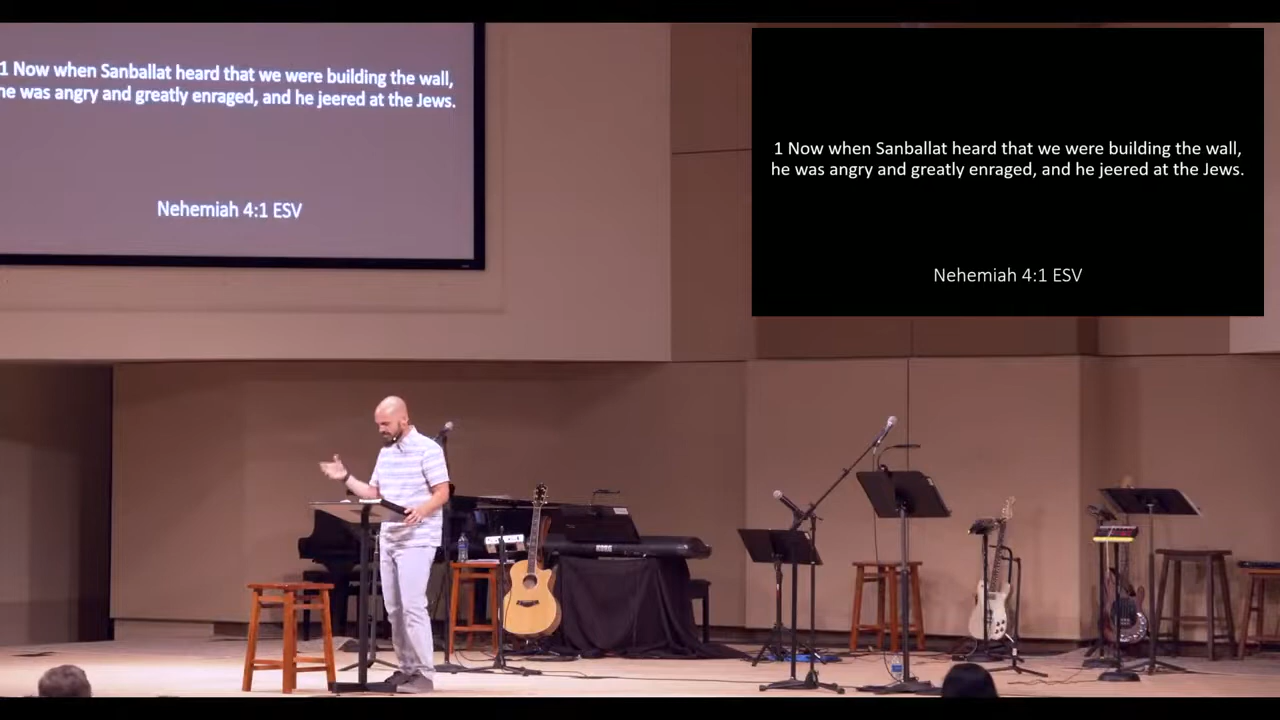 1 Now when Sanballat heard that we were building the wall,
he was angry and greatly enraged, and he jeered at the Jews.
Nehemiah 4:1 ESV
1 Now when Sanballat heard that we were building the wall,
he was angry and greatly enraged, and he jeered at the Jews.
Nehemiah 4:1 ESV
KORG